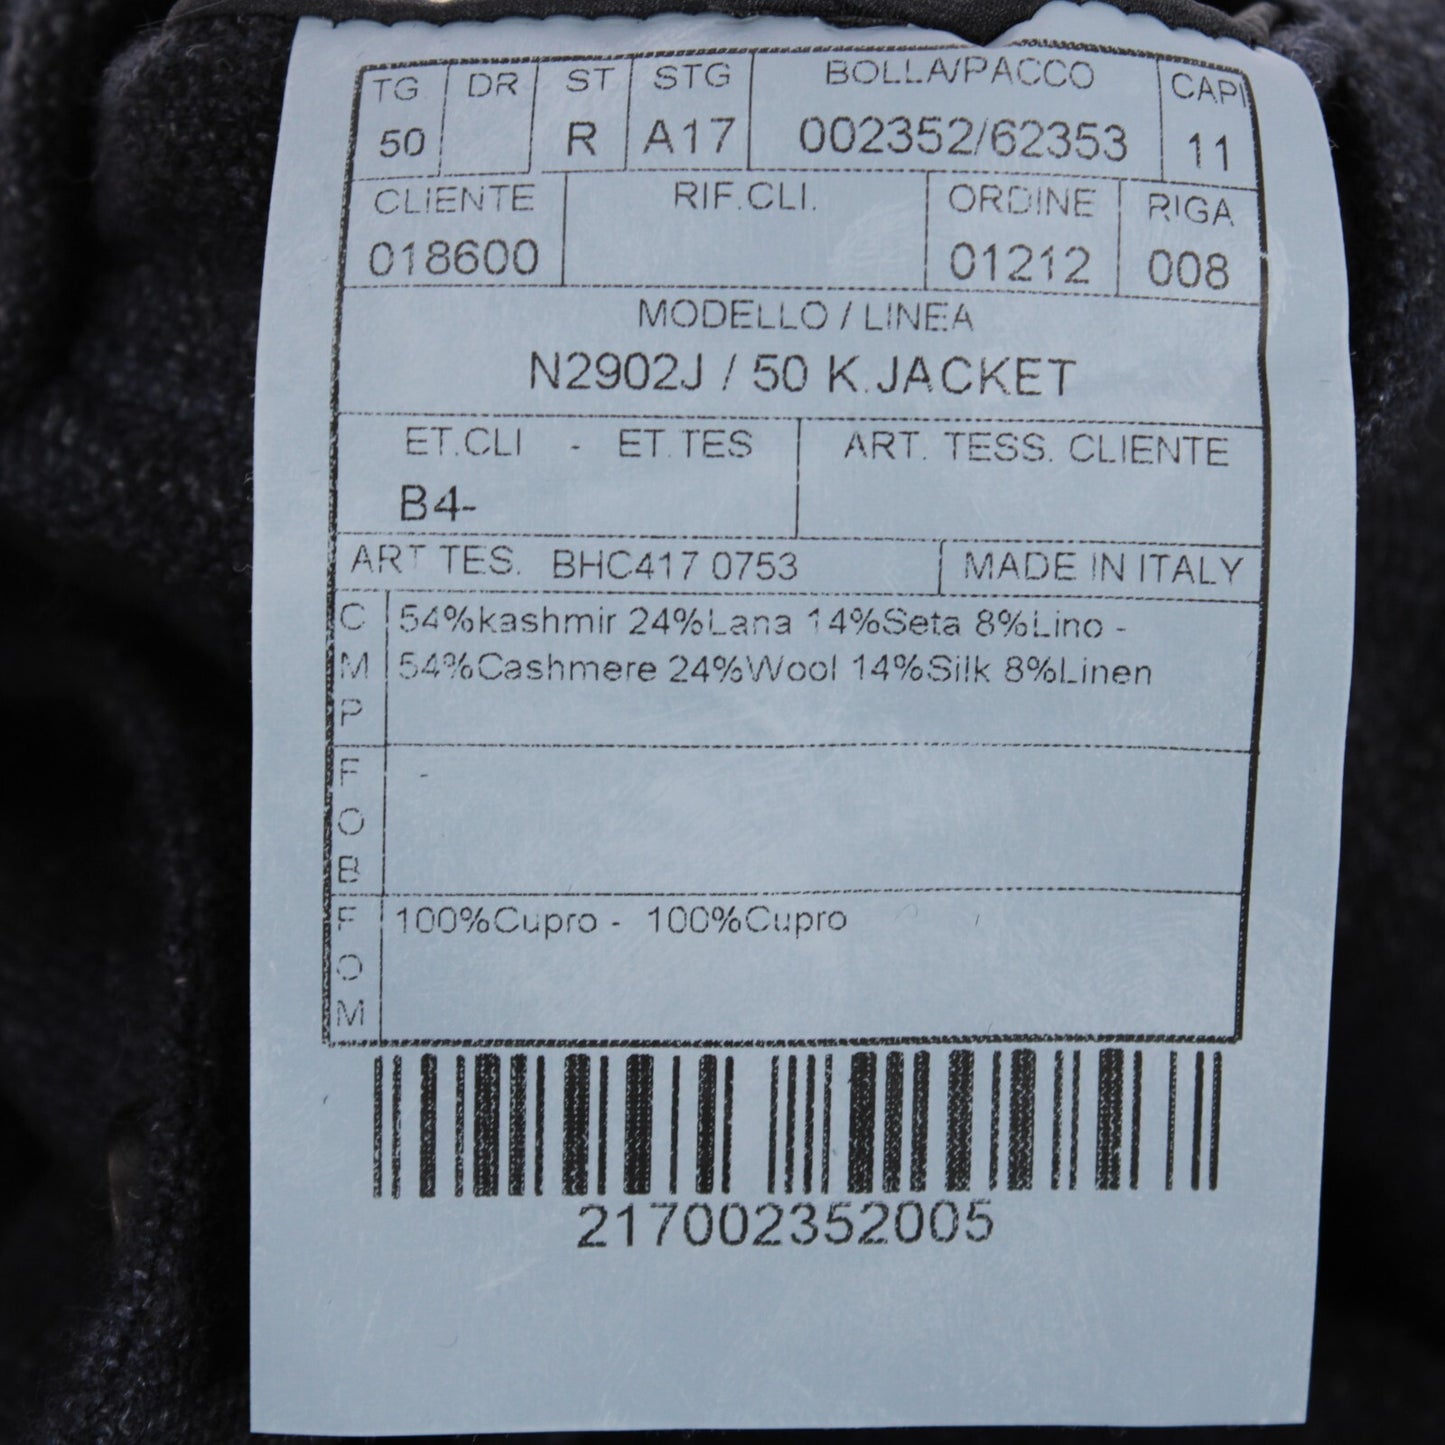 TG DR ST STG BOLLA/PACCO CAPI
50 R A17 002352/62353 11
CLIENTE RIF.CLI. ORDINE RIGA
018600 01212 008
MODELLO / LINEA
N2902J / 50 K.JACKET
ET.CLI - ET.TES ART. TESS. CLIENTE
B4-
ART TES. BHC417 0753 MADE IN ITALY
CMP
54%kashmir 24%Lana 14%Seta 8%Lino -
54%Cashmere 24%Wool 14%Silk 8%Linen
FOB
-
FOM
100%Cupro - 100%Cupro
217002352005